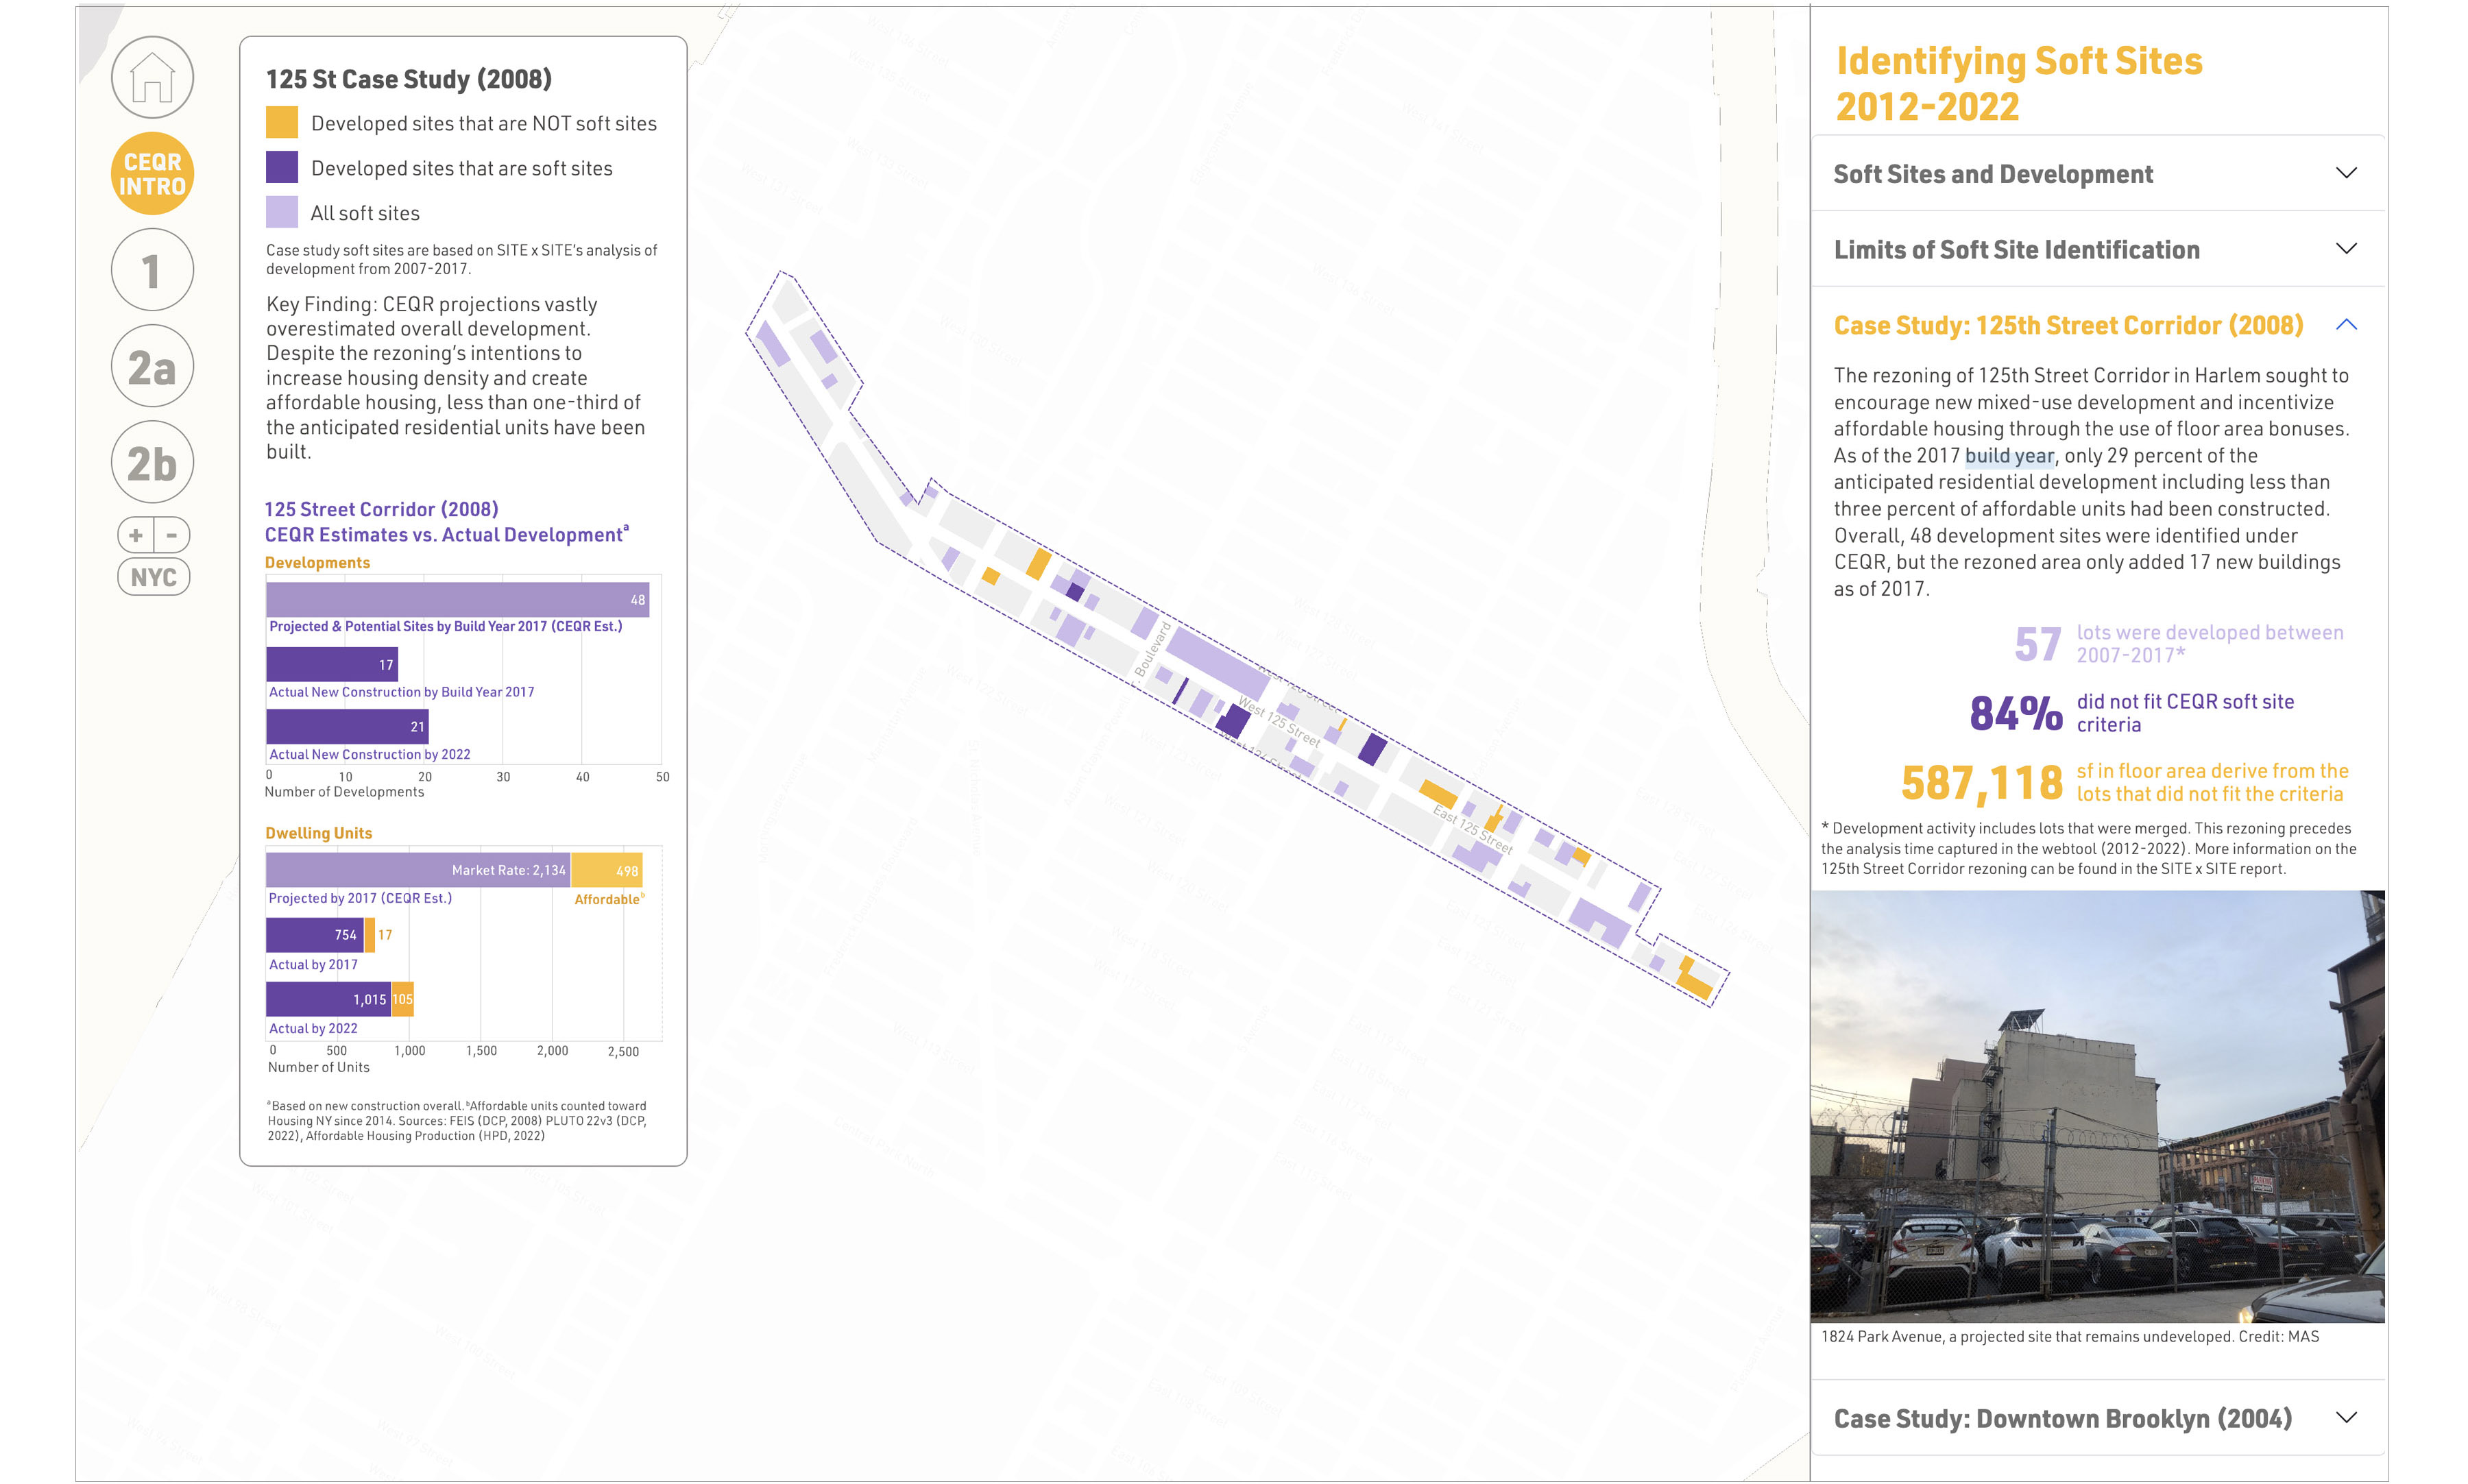 CEQR
INTRO
1
2a
2b
+ -
NYC
125 St Case Study (2008)
Developed sites that are NOT soft sites
Developed sites that are soft sites
All soft sites
Case study soft sites are based on SITE x SITE's analysis of
development from 2007-2017.
Key Finding: CEQR projections vastly
overestimated overall development.
Despite the rezoning's intentions to
increase housing density and create
affordable housing, less than one-third of
the anticipated residential units have been
built.
125 Street Corridor (2008)
CEQR Estimates vs. Actual Developmentᵃ
Developments
48
Projected & Potential Sites by Build Year 2017 (CEQR Est.)
17
Actual New Construction by Build Year 2017
21
Actual New Construction by 2022
0 10 20 30 40 50
Number of Developments
Dwelling Units
Market Rate: 2,134 498
Projected by 2017 (CEQR Est.) Affordableᵇ
754 17
Actual by 2017
1,015 105
Actual by 2022
0 500 1,000 1,500 2,000 2,500
Number of Units
ᵃBased on new construction overall. ᵇAffordable units counted toward
Housing NY since 2014. Sources: FEIS (DCP, 2008) PLUTO 22v3 (DCP,
2022), Affordable Housing Production (HPD, 2022)
Boulevard
West 125 Street
East 125 Street
Identifying Soft Sites
2012-2022
Soft Sites and Development
Limits of Soft Site Identification
Case Study: 125th Street Corridor (2008)
The rezoning of 125th Street Corridor in Harlem sought to
encourage new mixed-use development and incentivize
affordable housing through the use of floor area bonuses.
As of the 2017 build year, only 29 percent of the
anticipated residential development including less than
three percent of affordable units had been constructed.
Overall, 48 development sites were identified under
CEQR, but the rezoned area only added 17 new buildings
as of 2017.
57 lots were developed between
2007-2017*
84% did not fit CEQR soft site
criteria
587,118 sf in floor area derive from the
lots that did not fit the criteria
* Development activity includes lots that were merged. This rezoning precedes
the analysis time captured in the webtool (2012-2022). More information on the
125th Street Corridor rezoning can be found in the SITE x SITE report.
1824 Park Avenue, a projected site that remains undeveloped. Credit: MAS
Case Study: Downtown Brooklyn (2004)